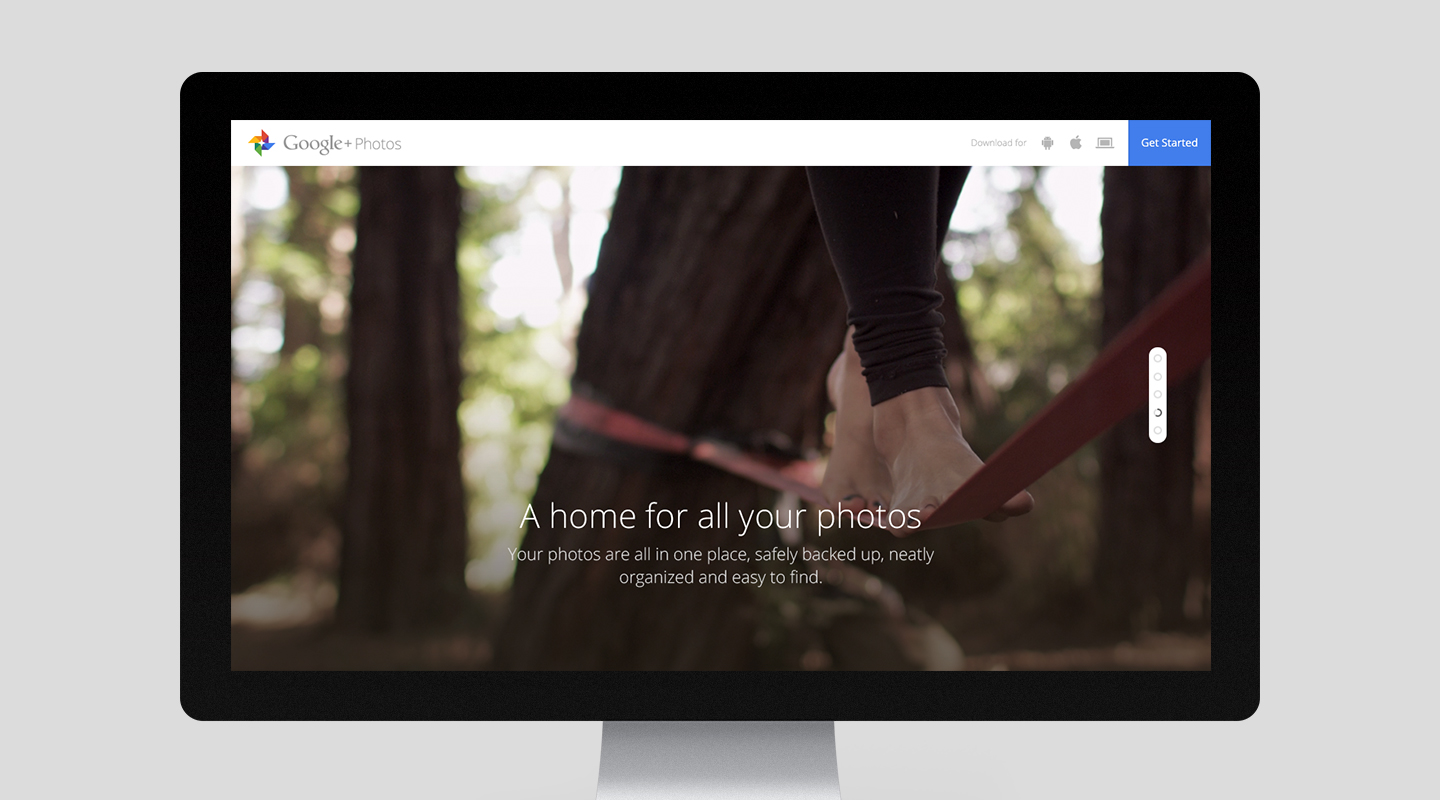 Google+ Photos
Download for
Get Started
A home for all your photos
Your photos are all in one place, safely backed up, neatly
organized and easy to find.